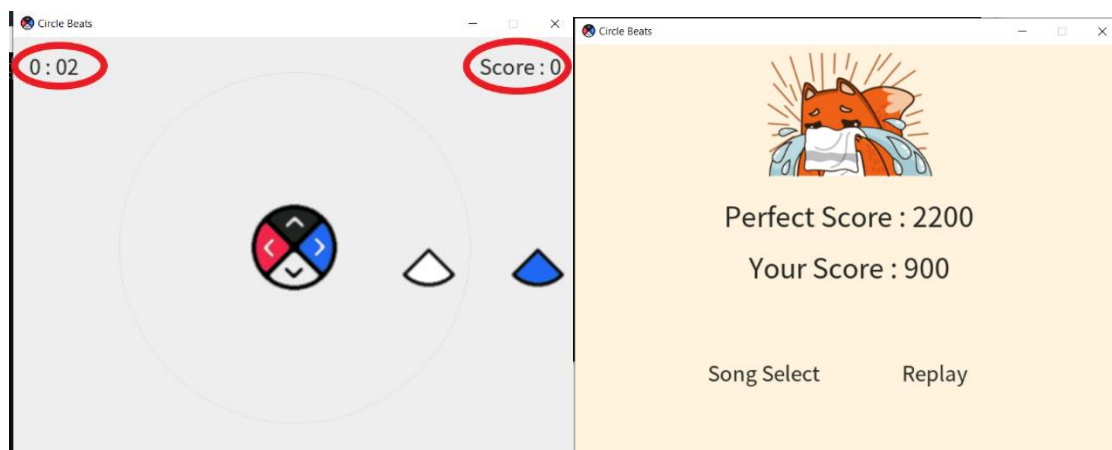 Circle Beats
0 : 02
Score : 0
Circle Beats
Perfect Score : 2200
Your Score : 900
Song Select
Replay